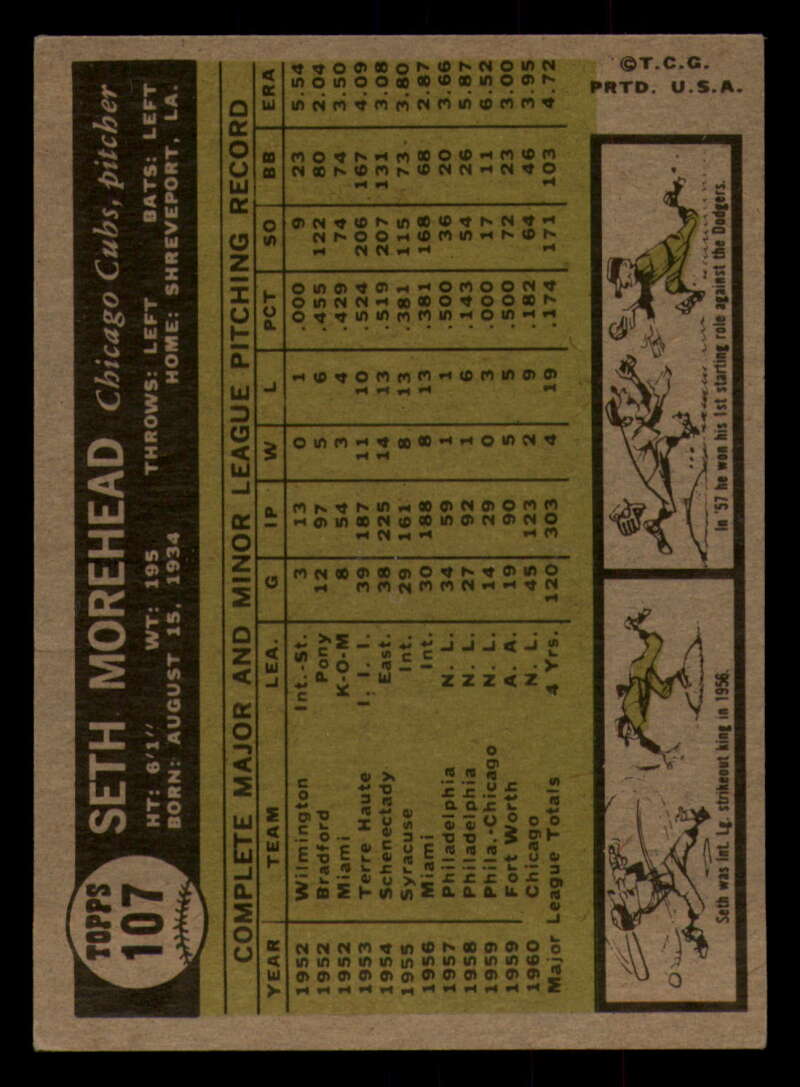 TOPPS
107
SETH MOREHEAD Chicago Cubs, pitcher
HT: 6'1" WT: 195 THROWS: LEFT BATS: LEFT
BORN: AUGUST 15, 1934 HOME: SHREVEPORT, LA.
COMPLETE MAJOR AND MINOR LEAGUE PITCHING RECORD
YEAR TEAM LEA. G IP W L PCT SO BB ERA
1952 Wilmington Int.-St. 3 13 0 1 .000 9 23 5.54
1952 Bradford Pony 12 97 5 6 .455 122 80 2.04
1952 Miami K-O-M 8 54 3 4 .429 74 74 3.50
1953 Terre Haute I. I. I. 39 187 11 10 .524 206 167 4.09
1954 Schenectady East. 38 225 14 13 .519 207 131 3.08
1955 Syracuse Int. 29 161 8 13 .381 115 73 3.80
1956 Miami Int. 30 188 8 13 .381 168 68 2.87
1957 Philadelphia N. L. 34 59 1 1 .500 36 20 3.66
1958 Philadelphia N. L. 27 92 1 6 .143 54 26 5.87
1959 Phila.-Chicago N. L. 14 29 0 3 .000 17 11 6.52
1959 Fort Worth A. A. 19 90 5 5 .500 72 23 3.00
1960 Chicago N. L. 45 123 2 9 .182 64 46 3.95
Major League Totals 4 Yrs. 120 303 4 19 .174 171 103 4.72
Seth was Int. Lg. strikeout king in 1956.
In '57 he won his 1st starting role against the Dodgers.
©T.C.G.
PRTD. U.S.A.